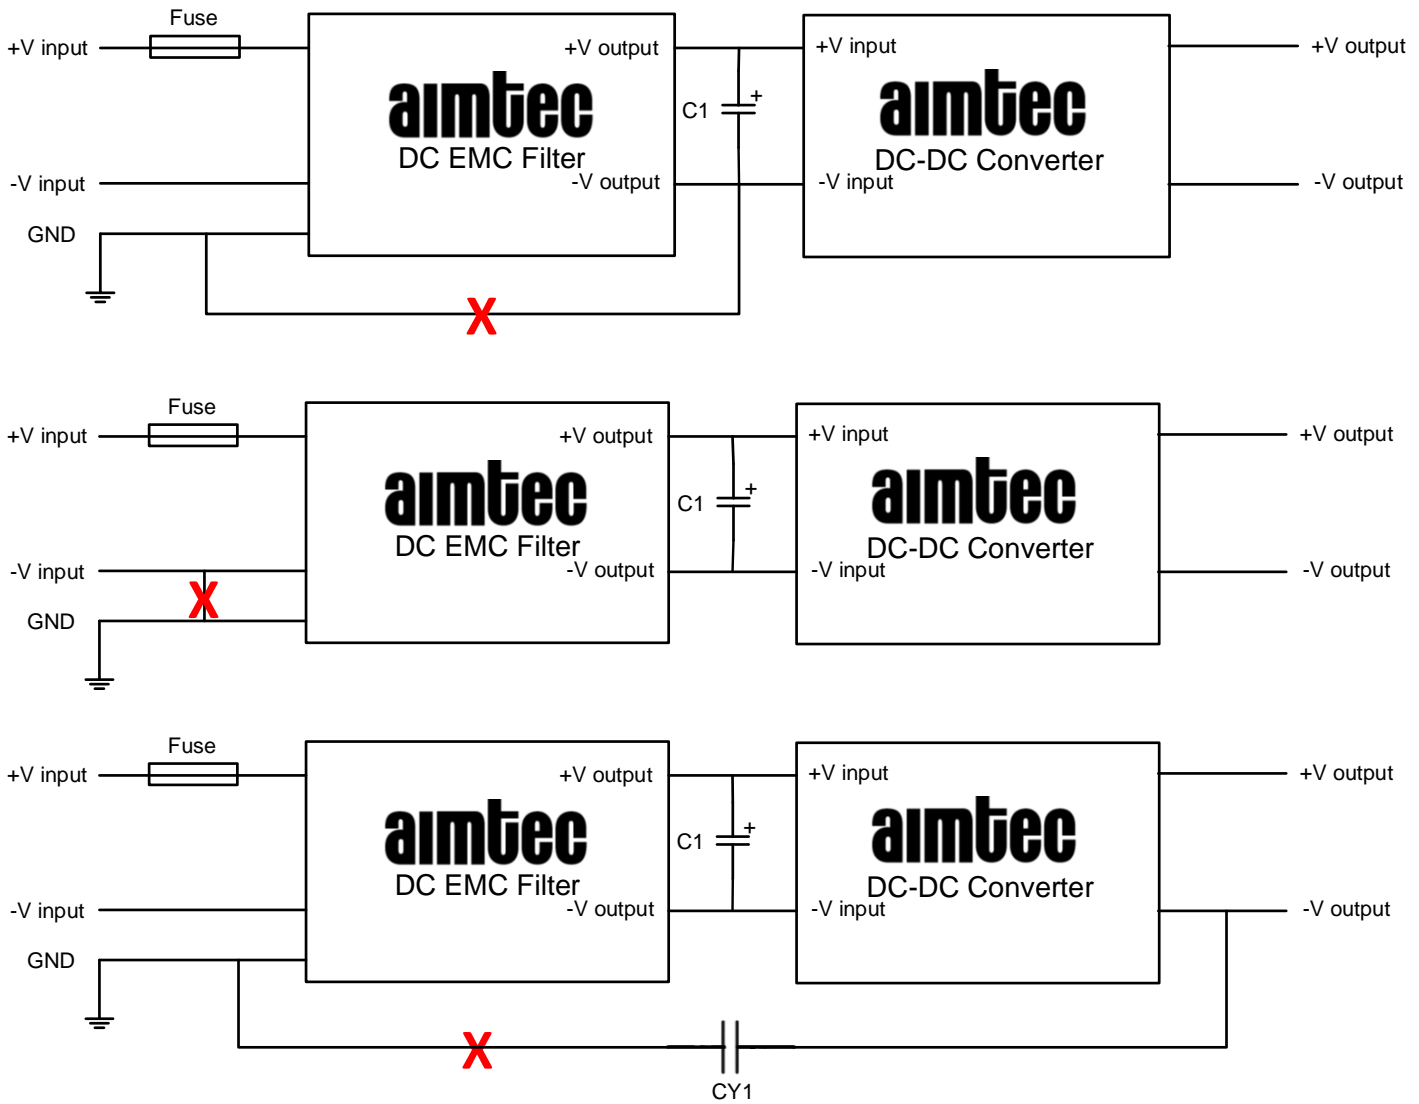 Fuse
+V input
+V output
+V input
+V output
aimtec
aimtec
C1
+
DC EMC Filter
DC-DC Converter
-V input
-V output
-V input
-V output
GND
X
Fuse
+V input
+V output
+V input
+V output
aimtec
aimtec
C1
+
DC EMC Filter
DC-DC Converter
-V input
-V output
-V input
-V output
X
GND
Fuse
+V input
+V output
+V input
+V output
aimtec
aimtec
C1
+
DC EMC Filter
DC-DC Converter
-V input
-V output
-V input
-V output
GND
X
CY1